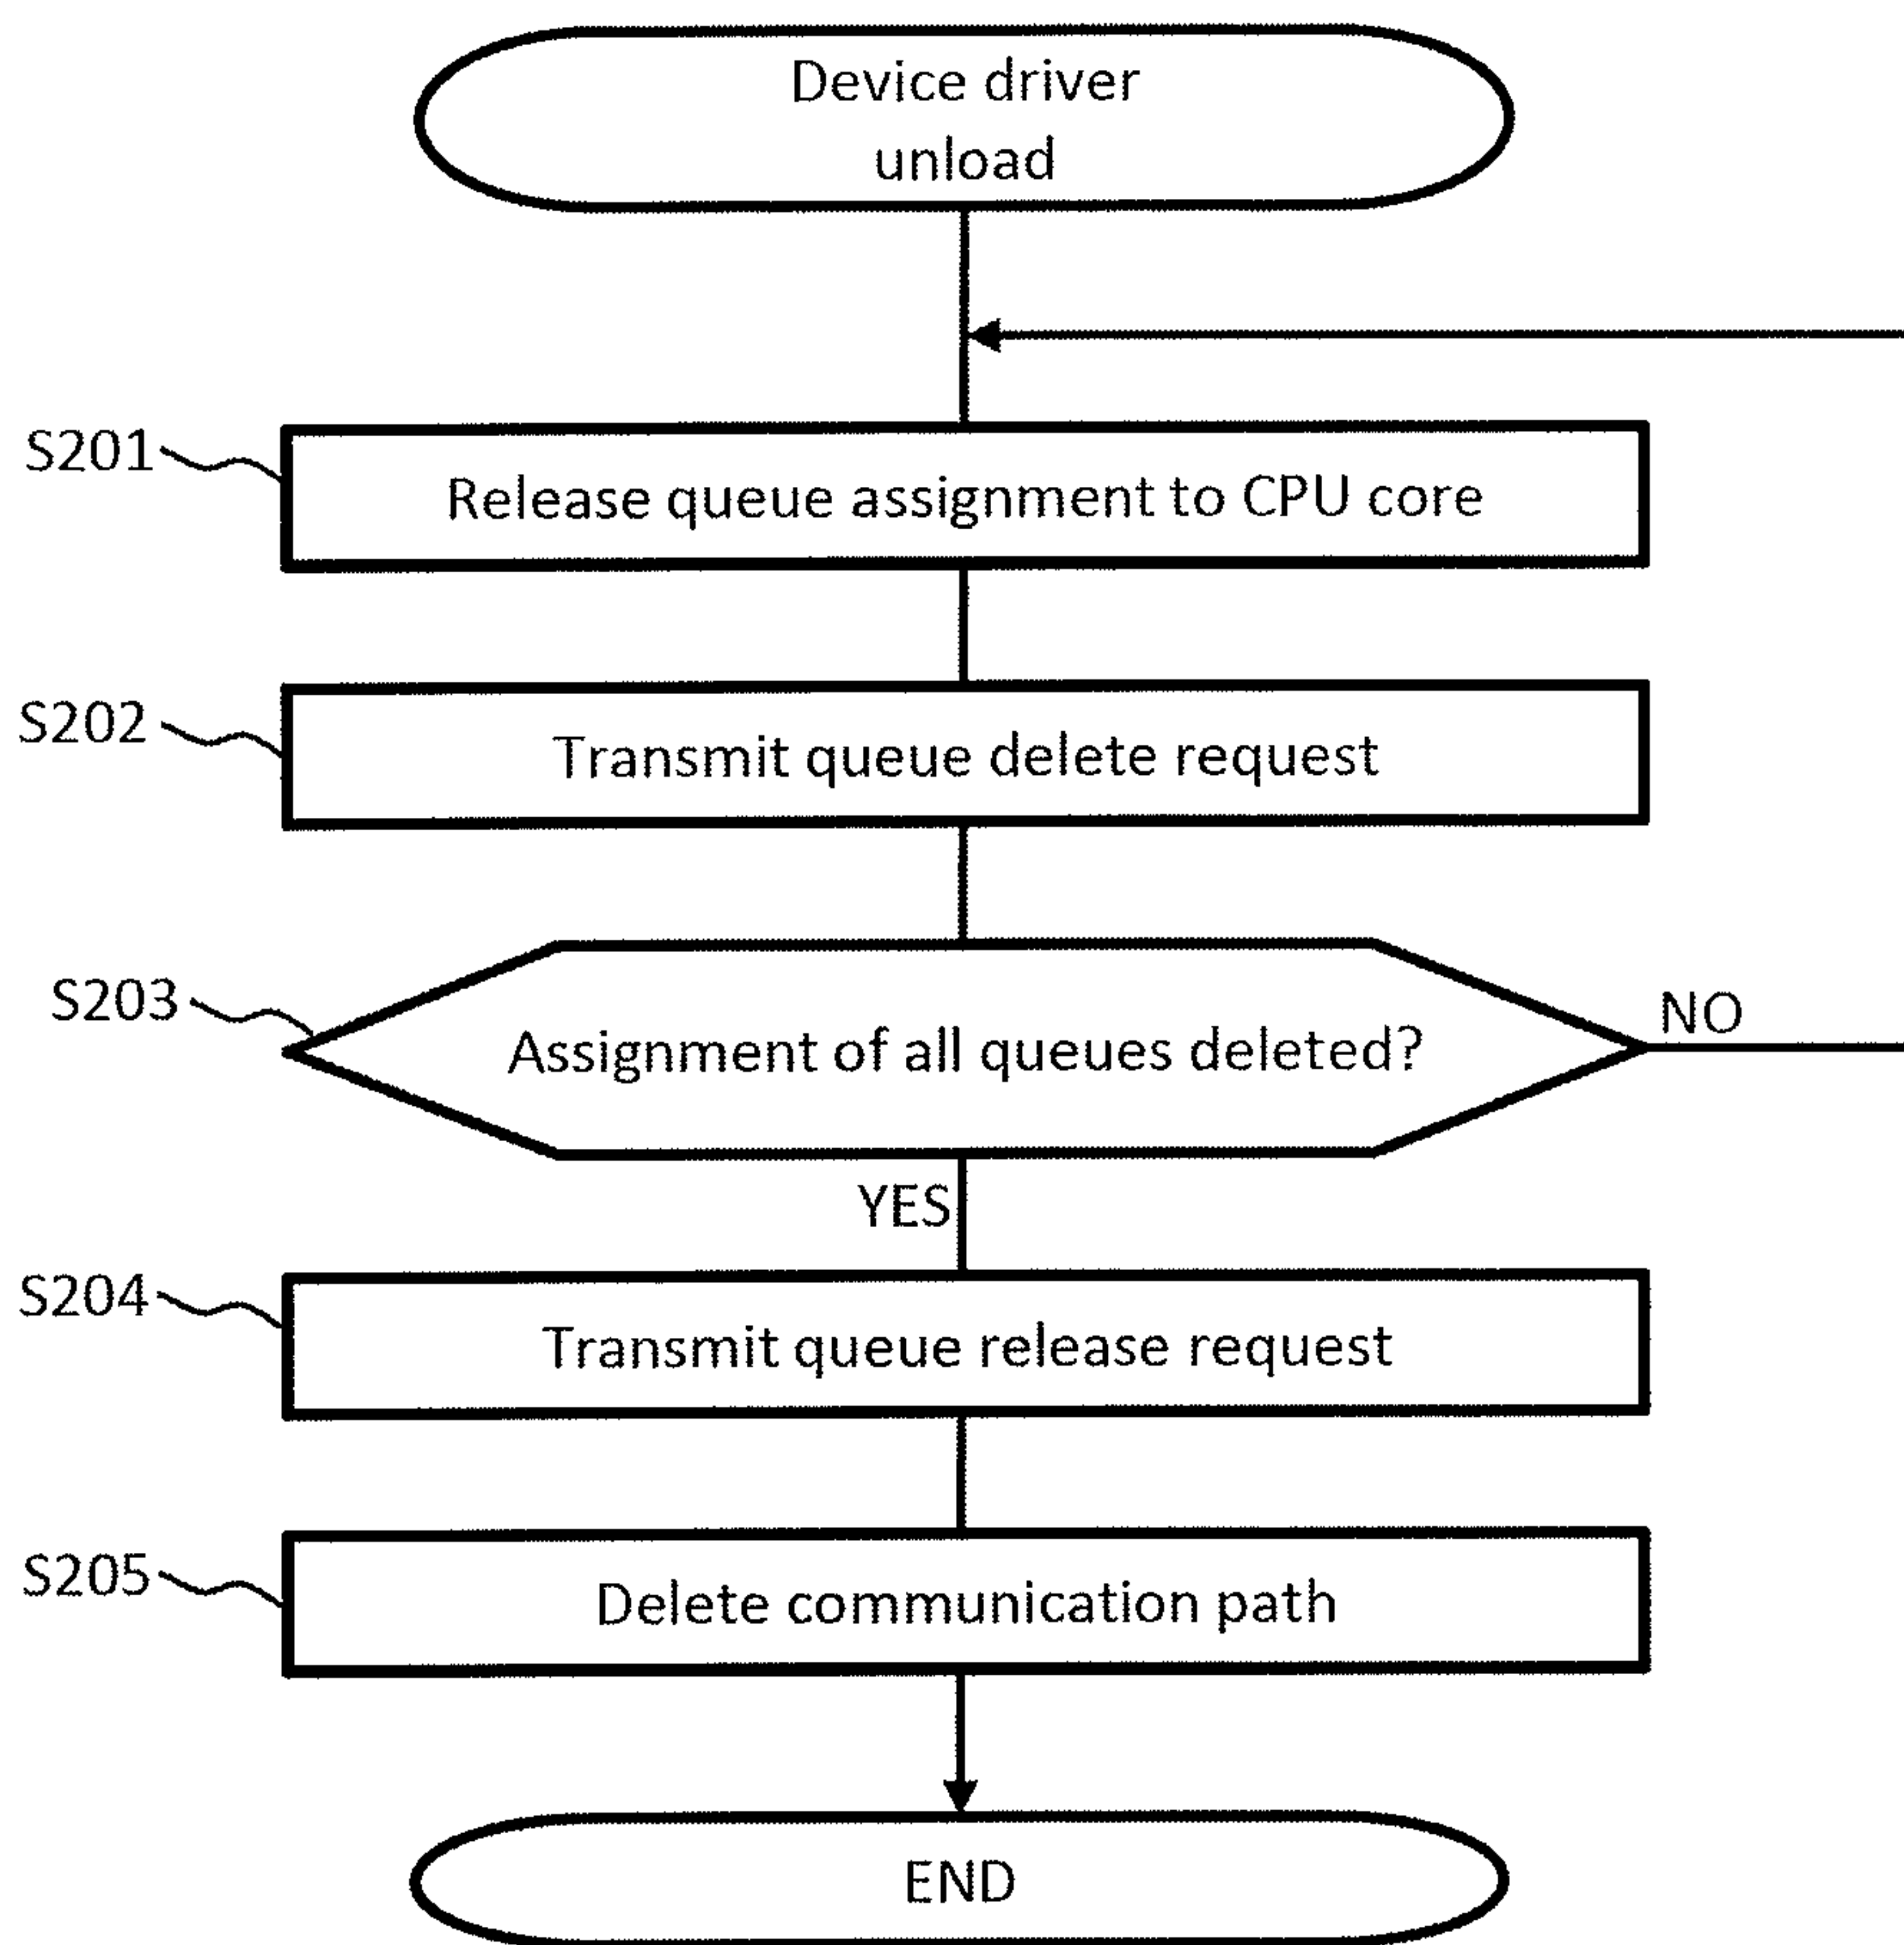 Device driver
unload
S201
Release queue assignment to CPU core
S202
Transmit queue delete request
S203
Assignment of all queues deleted?
NO
YES
S204
Transmit queue release request
S205
Delete communication path
END